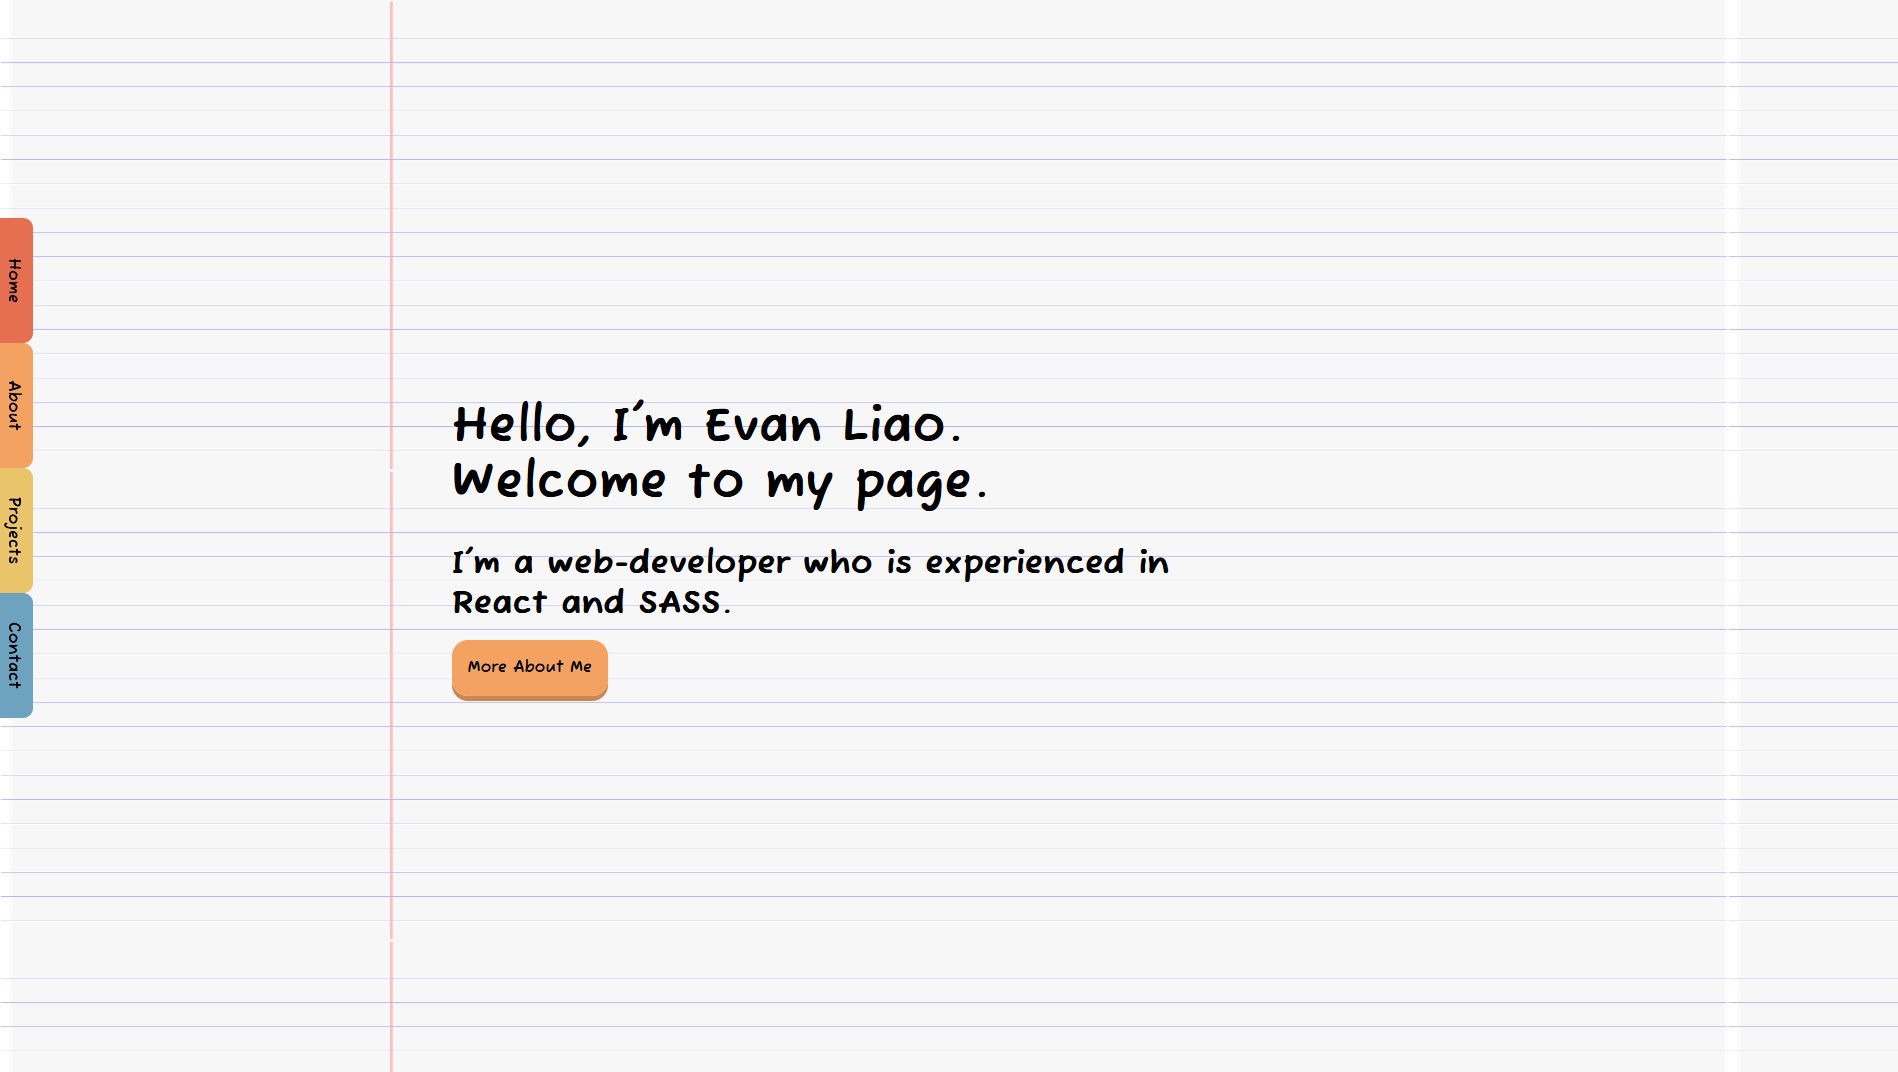 Home
About
Projects
Contact
Hello, I'm Evan Liao.
Welcome to my page.
I'm a web-developer who is experienced in
React and SASS.
More About Me